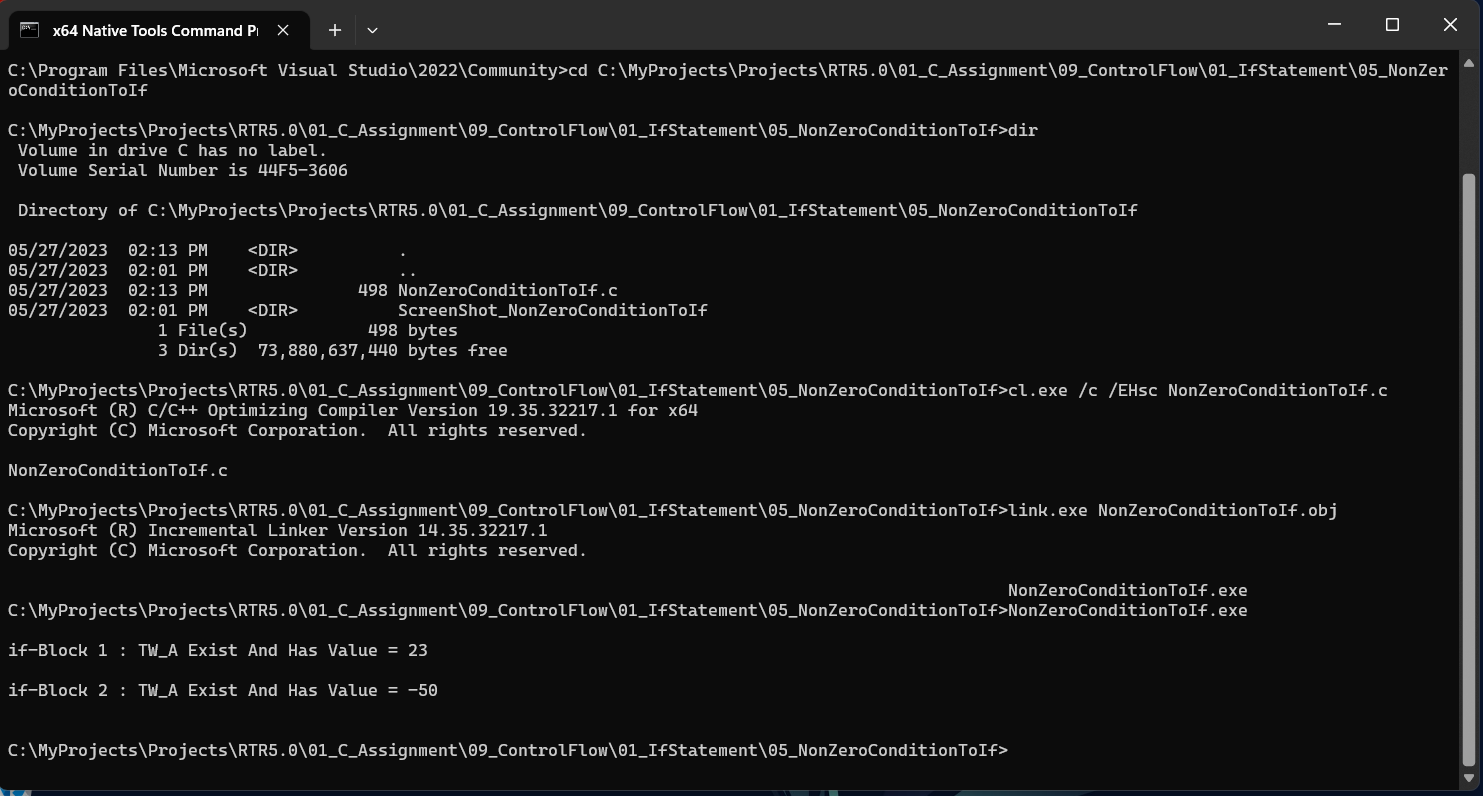 x64 Native Tools Command Pr
C:\Program Files\Microsoft Visual Studio\2022\Community>cd C:\MyProjects\Projects\RTR5.0\01_C_Assignment\09_ControlFlow\01_IfStatement\05_NonZer
oConditionToIf
C:\MyProjects\Projects\RTR5.0\01_C_Assignment\09_ControlFlow\01_IfStatement\05_NonZeroConditionToIf>dir
 Volume in drive C has no label.
 Volume Serial Number is 44F5-3606
 Directory of C:\MyProjects\Projects\RTR5.0\01_C_Assignment\09_ControlFlow\01_IfStatement\05_NonZeroConditionToIf
05/27/2023  02:13 PM    <DIR>          .
05/27/2023  02:01 PM    <DIR>          ..
05/27/2023  02:13 PM               498 NonZeroConditionToIf.c
05/27/2023  02:01 PM    <DIR>          ScreenShot_NonZeroConditionToIf
               1 File(s)            498 bytes
               3 Dir(s)  73,880,637,440 bytes free
C:\MyProjects\Projects\RTR5.0\01_C_Assignment\09_ControlFlow\01_IfStatement\05_NonZeroConditionToIf>cl.exe /c /EHsc NonZeroConditionToIf.c
Microsoft (R) C/C++ Optimizing Compiler Version 19.35.32217.1 for x64
Copyright (C) Microsoft Corporation.  All rights reserved.
NonZeroConditionToIf.c
C:\MyProjects\Projects\RTR5.0\01_C_Assignment\09_ControlFlow\01_IfStatement\05_NonZeroConditionToIf>link.exe NonZeroConditionToIf.obj
Microsoft (R) Incremental Linker Version 14.35.32217.1
Copyright (C) Microsoft Corporation.  All rights reserved.
NonZeroConditionToIf.exe
C:\MyProjects\Projects\RTR5.0\01_C_Assignment\09_ControlFlow\01_IfStatement\05_NonZeroConditionToIf>NonZeroConditionToIf.exe
if-Block 1 : TW_A Exist And Has Value = 23
if-Block 2 : TW_A Exist And Has Value = -50
C:\MyProjects\Projects\RTR5.0\01_C_Assignment\09_ControlFlow\01_IfStatement\05_NonZeroConditionToIf>